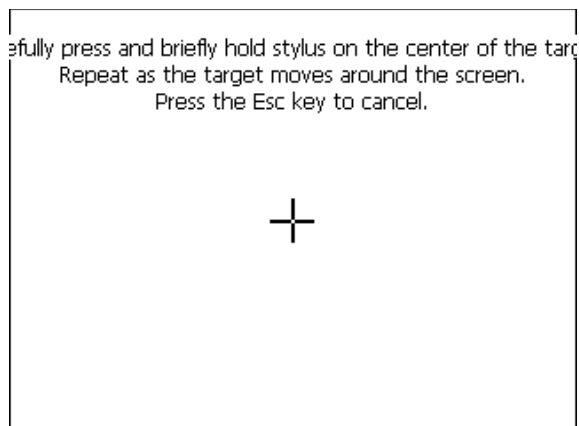 efully press and briefly hold stylus on the center of the targ
Repeat as the target moves around the screen.
Press the Esc key to cancel.